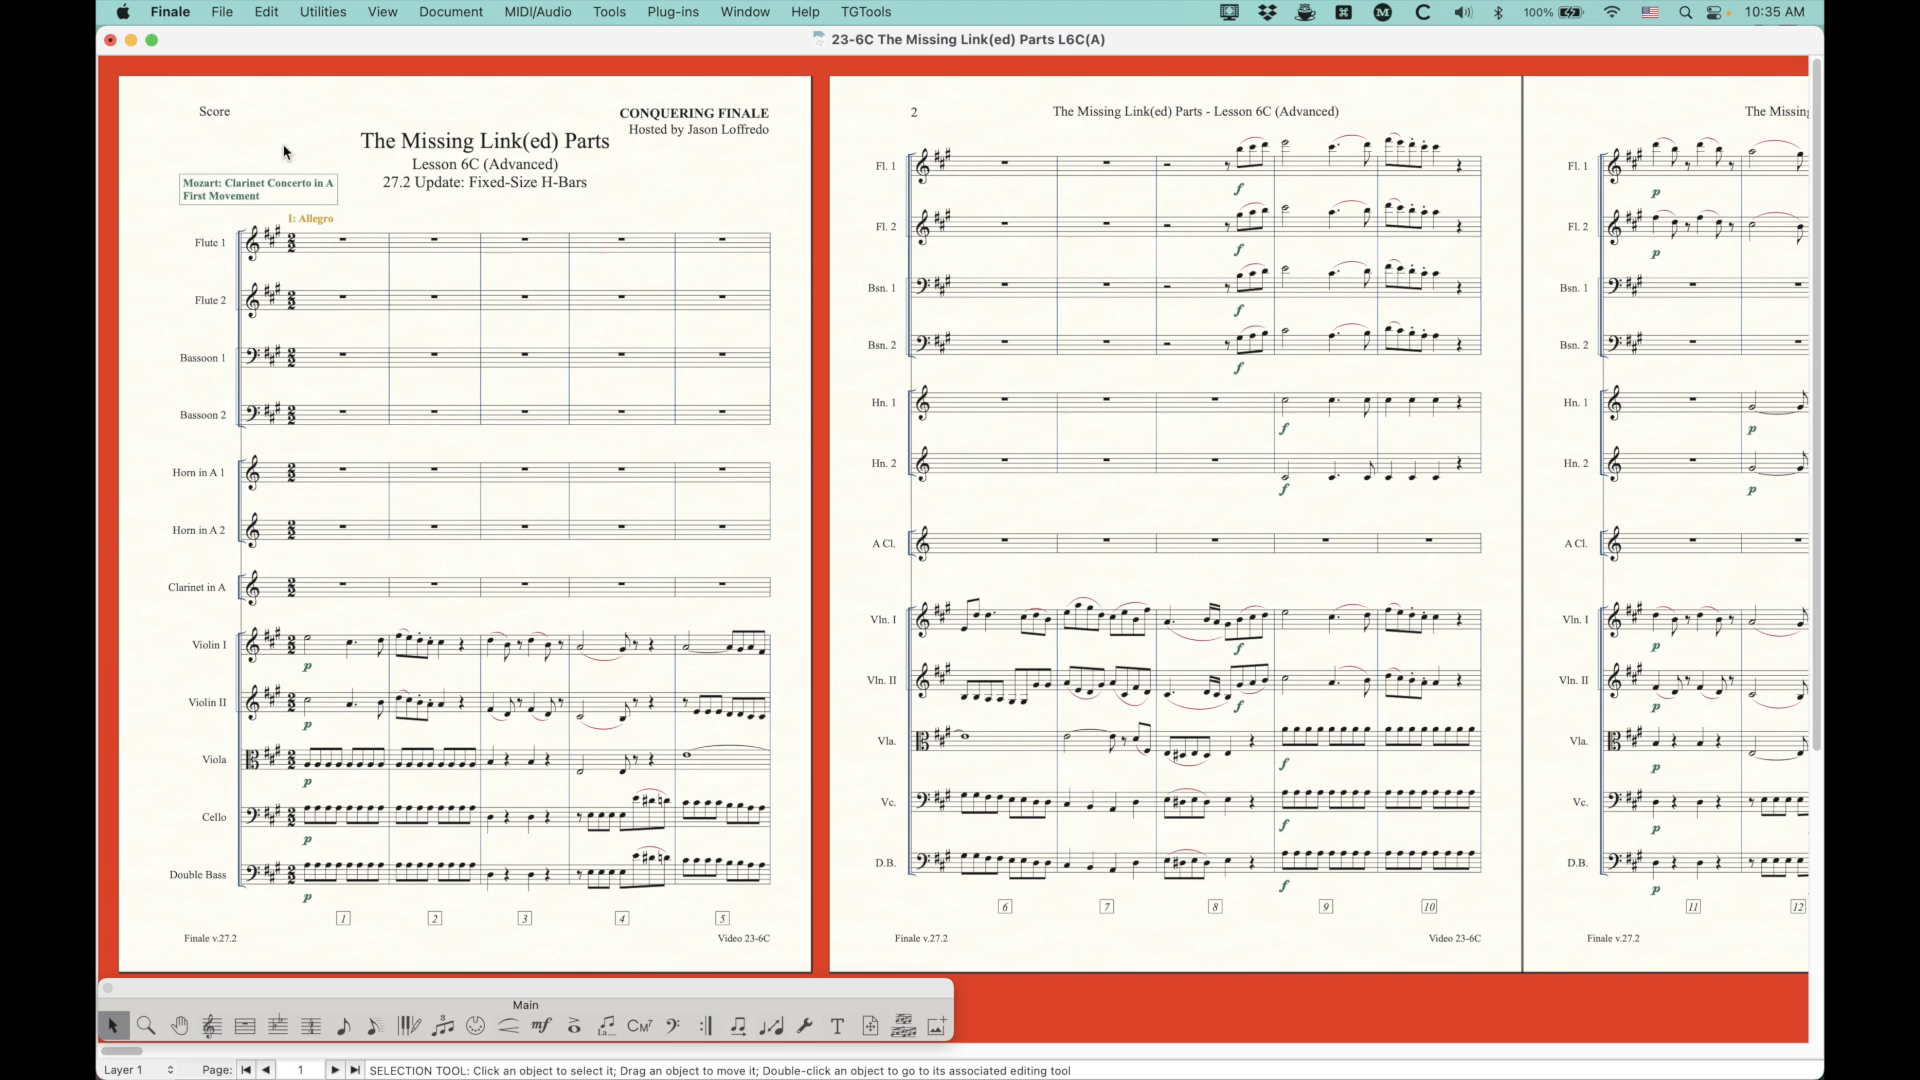 Finale File Edit Utilities View Document MIDI/Audio Tools Plug-ins Window Help TGTools 100% 10:35 AM
23-6C The Missing Link(ed) Parts L6C(A)
Score
CONQUERING FINALE
Hosted by Jason Loffredo
The Missing Link(ed) Parts
Lesson 6C (Advanced)
27.2 Update: Fixed-Size H-Bars
Mozart: Clarinet Concerto in A
First Movement
I: Allegro
Flute 1
Flute 2
Bassoon 1
Bassoon 2
Horn in A 1
Horn in A 2
Clarinet in A
Violin I
p
Violin II
p
Viola
p
Cello
p
Double Bass
p
1 2 3 4 5
Finale v.27.2 Video 23-6C
2 The Missing Link(ed) Parts - Lesson 6C (Advanced)
Fl. 1
f
Fl. 2
f
Bsn. 1
f
Bsn. 2
f
Hn. 1
f
Hn. 2
f
A Cl.
Vln. I
f
Vln. II
f
Vla.
f
Vc.
f
D.B.
f
6 7 8 9 10
Finale v.27.2 Video 23-6C
The Missing
Fl. 1
p
Fl. 2
p
Bsn. 1
Bsn. 2
Hn. 1
p
Hn. 2
p
A Cl.
Vln. I
p
Vln. II
p
Vla.
p
Vc.
p
D.B.
p
11 12
Finale v.27.2
Main
mf CM7 T
Layer 1 Page: 1 SELECTION TOOL: Click an object to select it; Drag an object to move it; Double-click an object to go to its associated editing tool